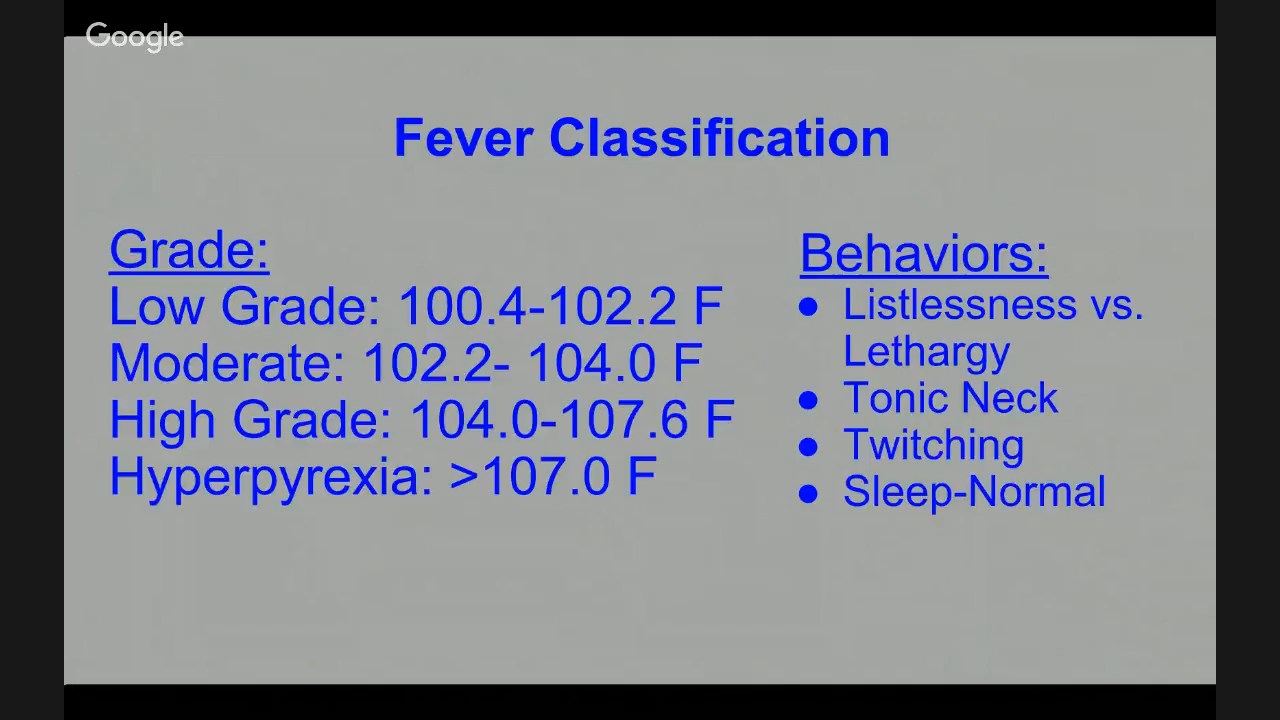 Google
Fever Classification
Grade:
Low Grade: 100.4-102.2 F
Moderate: 102.2- 104.0 F
High Grade: 104.0-107.6 F
Hyperpyrexia: >107.0 F
Behaviors:
● Listlessness vs.
Lethargy
● Tonic Neck
● Twitching
● Sleep-Normal